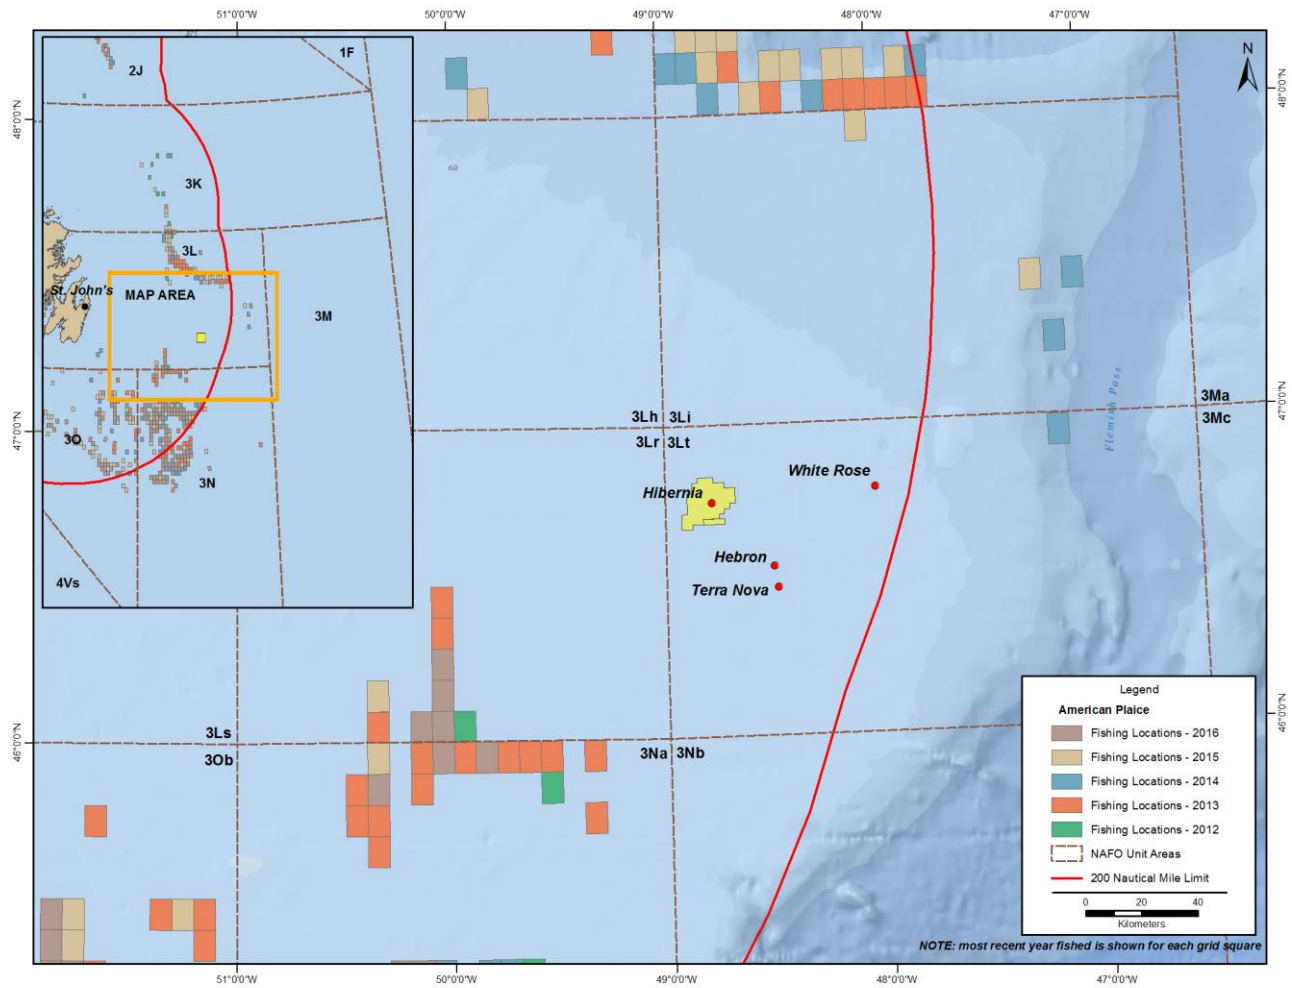 51°0'0"W 50°0'0"W 49°0'0"W 48°0'0"W 47°0'0"W
N
48°0'0"N
48°0'0"N
2J
1F
3K
3L
St. John's
MAP AREA
3M
3O
3N
4Vs
60
47°0'0"N
47°0'0"N
3Lh 3Li
3Lr 3Lt
3Ma
3Mc
Flemish Pass
White Rose
Hibernia
Hebron
Terra Nova
46°0'0"N
46°0'0"N
3Ls
3Ob
3Na 3Nb
Legend
American Plaice
Fishing Locations - 2016
Fishing Locations - 2015
Fishing Locations - 2014
Fishing Locations - 2013
Fishing Locations - 2012
NAFO Unit Areas
200 Nautical Mile Limit
0 20 40
Kilometers
NOTE: most recent year fished is shown for each grid square
51°0'0"W 50°0'0"W 49°0'0"W 48°0'0"W 47°0'0"W